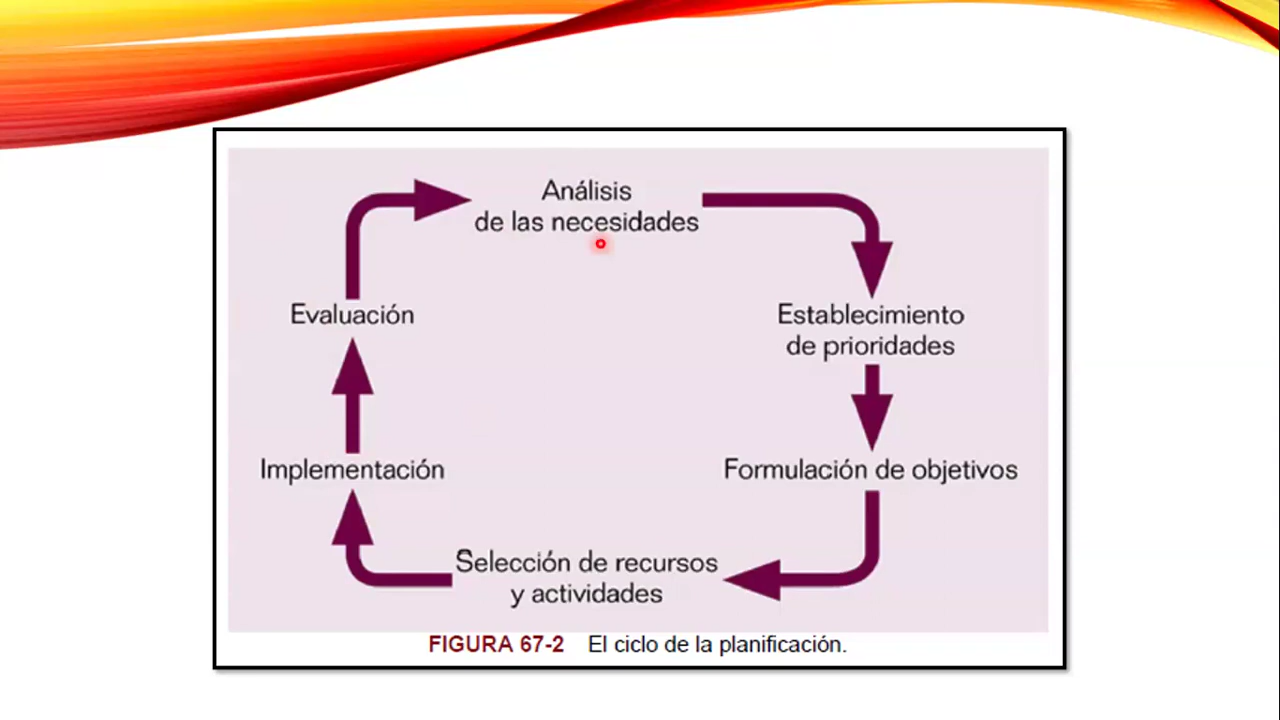 Análisis
de las necesidades
Establecimiento
de prioridades
Formulación de objetivos
Selección de recursos
y actividades
Implementación
Evaluación
FIGURA 67-2 El ciclo de la planificación.